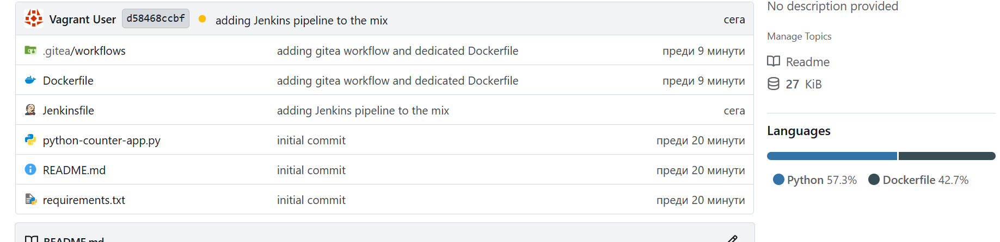 No description provided
Vagrant User d58468ccbf adding Jenkins pipeline to the mix сега
Manage Topics
.gitea/workflows adding gitea workflow and dedicated Dockerfile преди 9 минути
Readme
Dockerfile adding gitea workflow and dedicated Dockerfile преди 9 минути
27 KiB
Jenkinsfile adding Jenkins pipeline to the mix сега
Languages
python-counter-app.py initial commit преди 20 минути
README.md initial commit преди 20 минути
Python 57.3% Dockerfile 42.7%
requirements.txt initial commit преди 20 минути
README.md